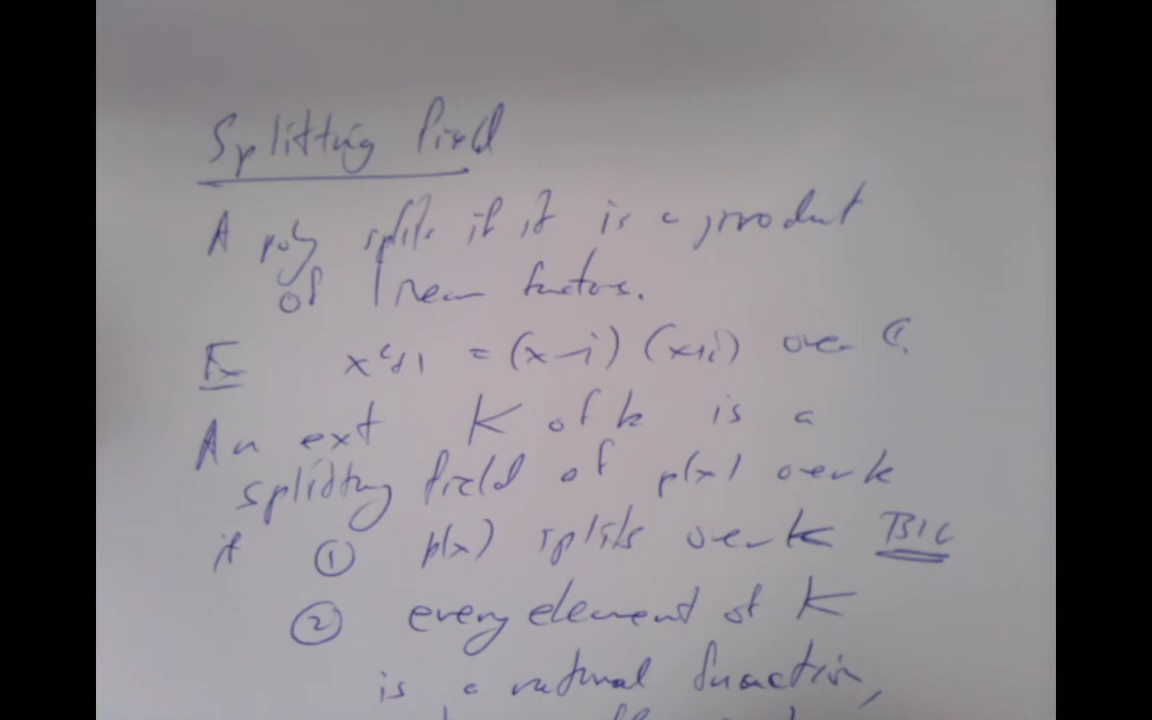 Splitting field
A poly splits if it is a product
of linear factors.
Ex x²+1 = (x-i) (x+i) over C.
An ext K of k is a
splitting field of p(x) over k
if ① p(x) splits over K BIG
② every element of K
is a rational function,